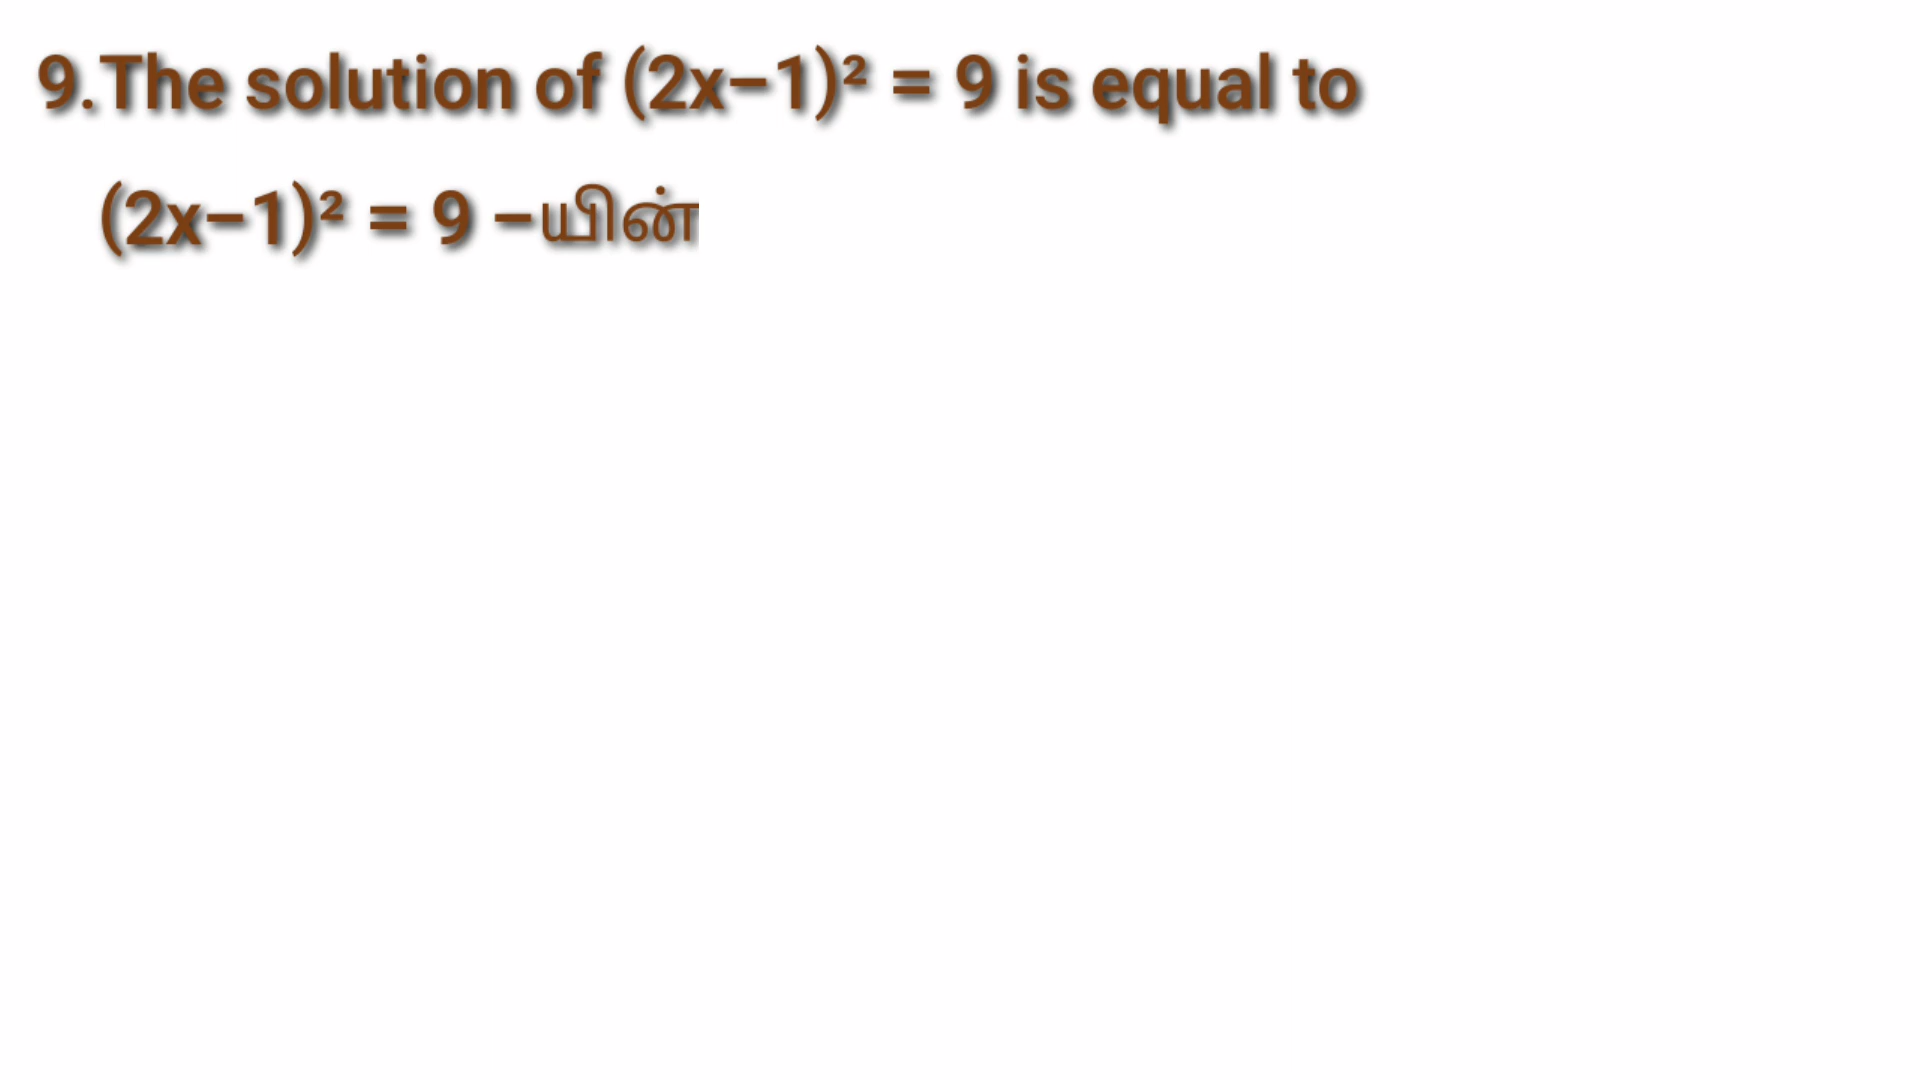 9.The solution of (2x–1)² = 9 is equal to
(2x–1)² = 9 –யின்